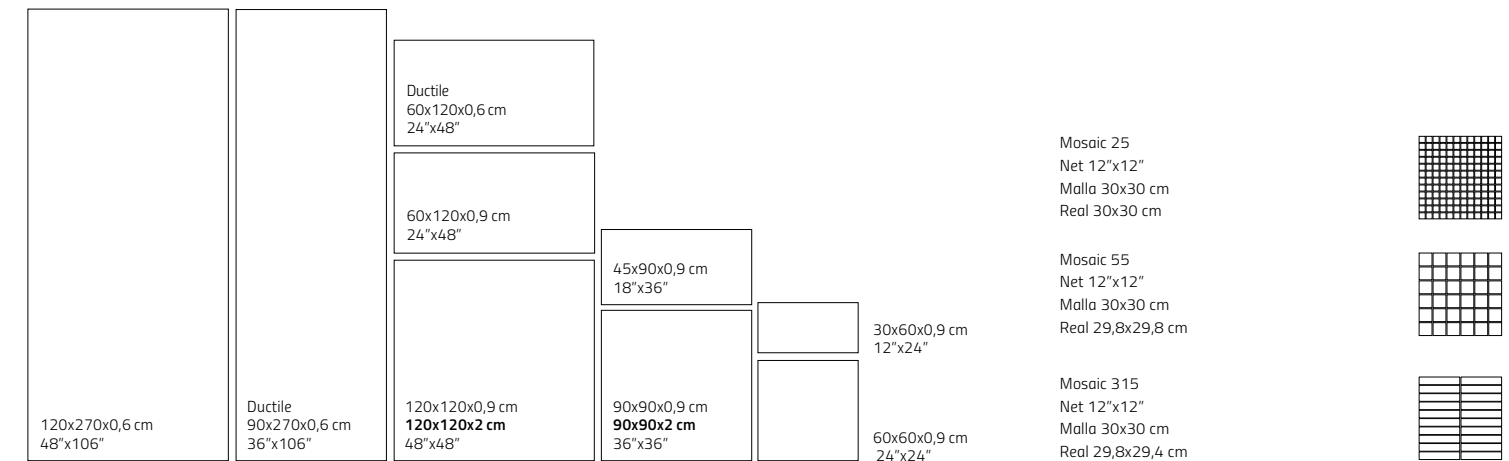 120x270x0,6 cm
48"x106"
Ductile
90x270x0,6 cm
36"x106"
Ductile
60x120x0,6 cm
24"x48"
60x120x0,9 cm
24"x48"
120x120x0,9 cm
120x120x2 cm
48"x48"
45x90x0,9 cm
18"x36"
90x90x0,9 cm
90x90x2 cm
36"x36"
30x60x0,9 cm
12"x24"
60x60x0,9 cm
24"x24"
Mosaic 25
Net 12"x12"
Malla 30x30 cm
Real 30x30 cm
Mosaic 55
Net 12"x12"
Malla 30x30 cm
Real 29,8x29,8 cm
Mosaic 315
Net 12"x12"
Malla 30x30 cm
Real 29,8x29,4 cm